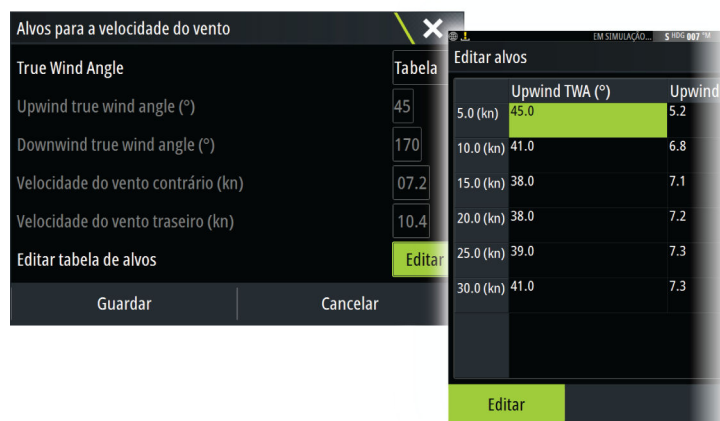 Alvos para a velocidade do vento
True Wind Angle Tabela
Upwind true wind angle (°) 45
Downwind true wind angle (°) 170
Velocidade do vento contrário (kn) 07.2
Velocidade do vento traseiro (kn) 10.4
Editar tabela de alvos Editar
Guardar Cancelar
EM SIMULAÇÃO... S HDG 007 °M
Editar alvos
Upwind TWA (°) Upwind
5.0 (kn) 45.0 5.2
10.0 (kn) 41.0 6.8
15.0 (kn) 38.0 7.1
20.0 (kn) 38.0 7.2
25.0 (kn) 39.0 7.3
30.0 (kn) 41.0 7.3
Editar